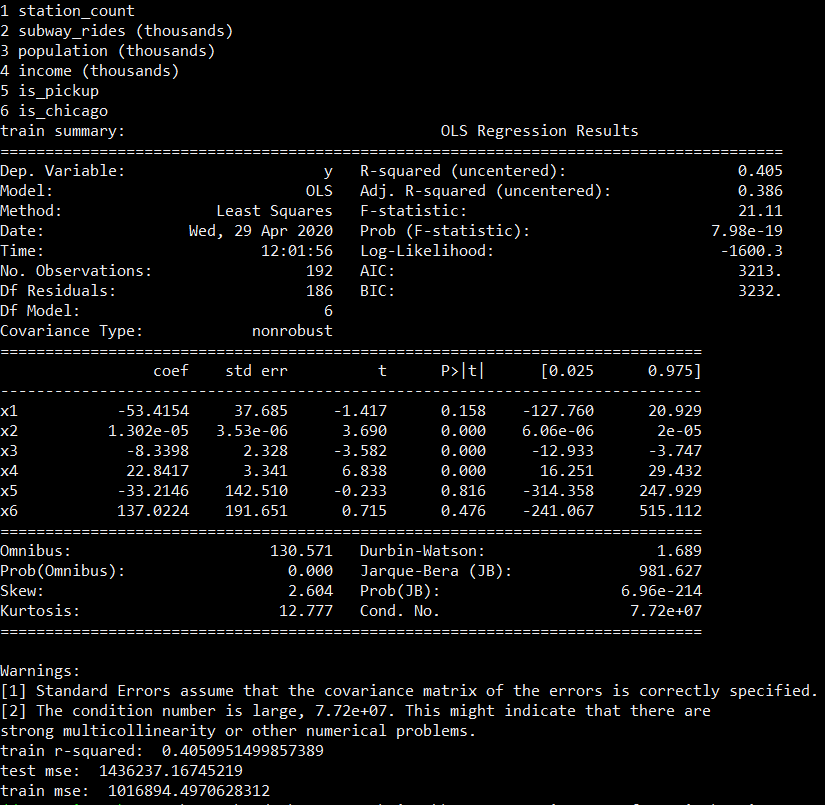 1 station_count
2 subway_rides (thousands)
3 population (thousands)
4 income (thousands)
5 is_pickup
6 is_chicago
train summary:                                   OLS Regression Results
=======================================================================================
Dep. Variable:                      y   R-squared (uncentered):                   0.405
Model:                            OLS   Adj. R-squared (uncentered):              0.386
Method:                 Least Squares   F-statistic:                              21.11
Date:                Wed, 29 Apr 2020   Prob (F-statistic):                    7.98e-19
Time:                        12:01:56   Log-Likelihood:                         -1600.3
No. Observations:                 192   AIC:                                      3213.
Df Residuals:                     186   BIC:                                      3232.
Df Model:                           6
Covariance Type:            nonrobust
==============================================================================
                 coef    std err          t      P>|t|      [0.025      0.975]
------------------------------------------------------------------------------
x1           -53.4154     37.685     -1.417      0.158    -127.760      20.929
x2          1.302e-05   3.53e-06      3.690      0.000    6.06e-06       2e-05
x3            -8.3398      2.328     -3.582      0.000     -12.933      -3.747
x4            22.8417      3.341      6.838      0.000      16.251      29.432
x5           -33.2146    142.510     -0.233      0.816    -314.358     247.929
x6           137.0224    191.651      0.715      0.476    -241.067     515.112
==============================================================================
Omnibus:                      130.571   Durbin-Watson:                   1.689
Prob(Omnibus):                  0.000   Jarque-Bera (JB):              981.627
Skew:                           2.604   Prob(JB):                    6.96e-214
Kurtosis:                      12.777   Cond. No.                     7.72e+07
==============================================================================
Warnings:
[1] Standard Errors assume that the covariance matrix of the errors is correctly specified.
[2] The condition number is large, 7.72e+07. This might indicate that there are
strong multicollinearity or other numerical problems.
train r-squared:  0.4050951499857389
test mse:  1436237.16745219
train mse:  1016894.4970628312